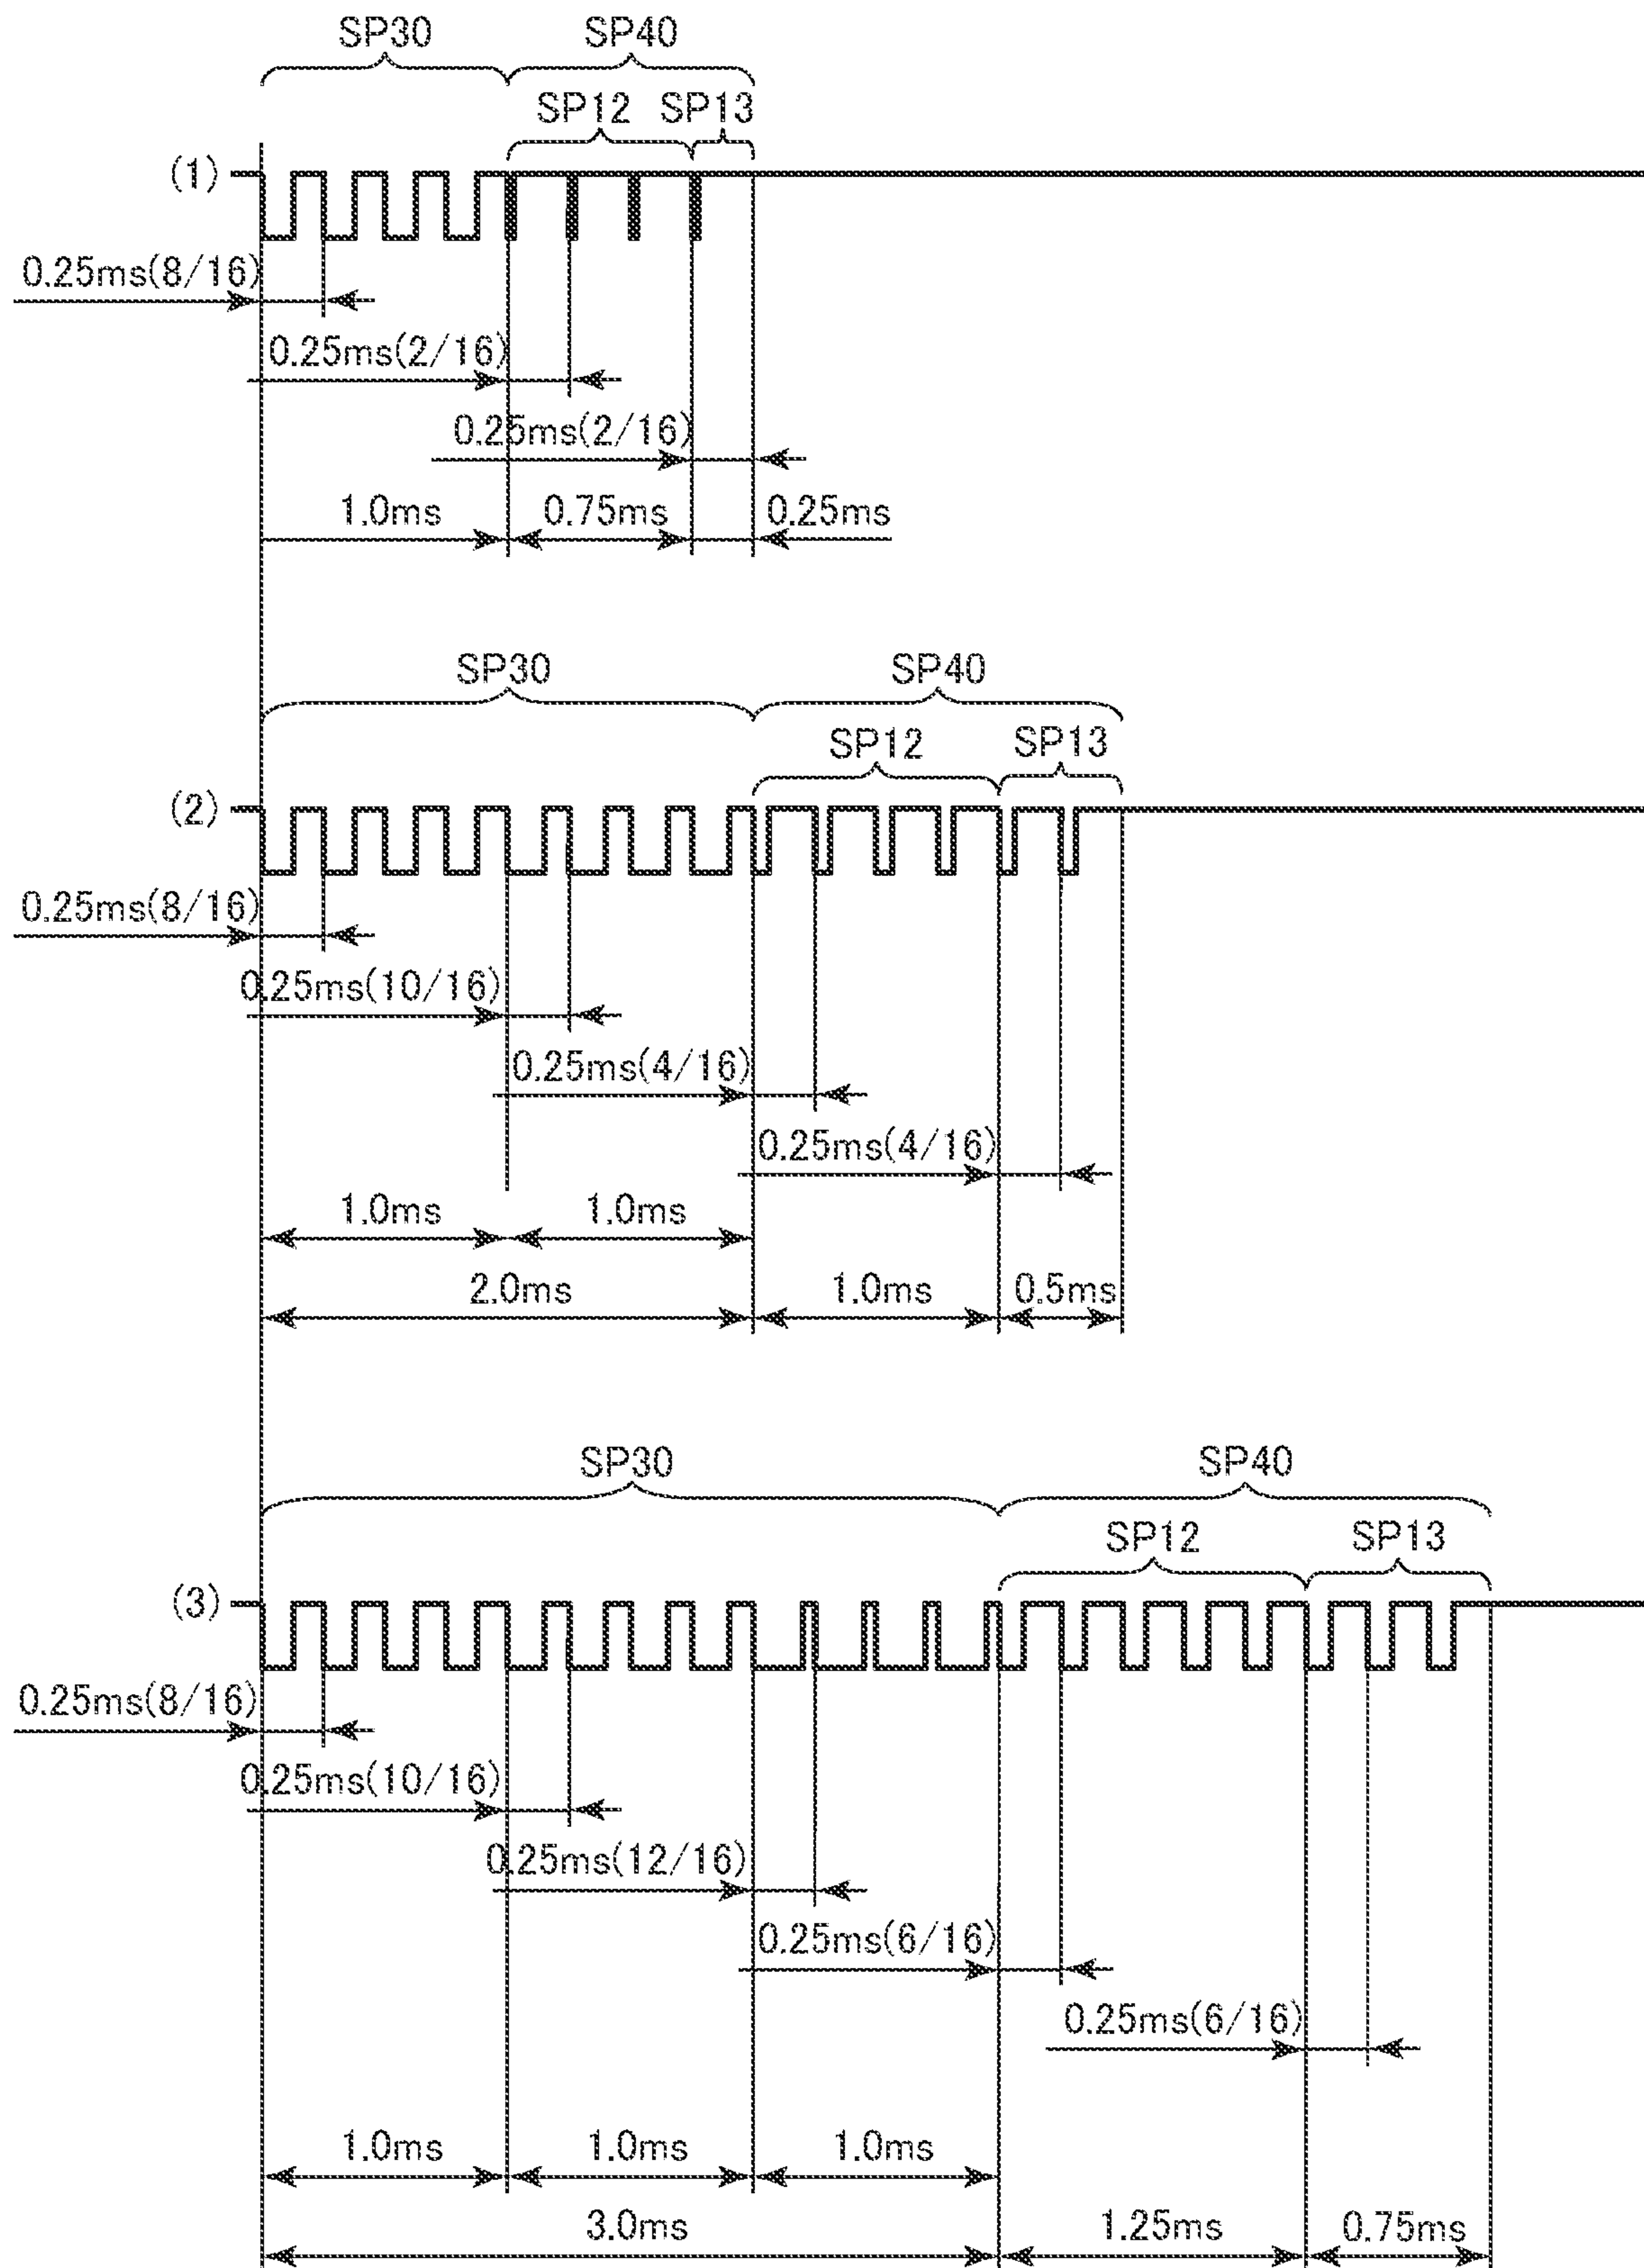 SP30 SP40
SP12 SP13
(1)
0.25ms(8/16)
0.25ms(2/16)
0.25ms(2/16)
1.0ms 0.75ms 0.25ms
SP30 SP40
SP12 SP13
(2)
0.25ms(8/16)
0.25ms(10/16)
0.25ms(4/16)
0.25ms(4/16)
1.0ms 1.0ms
2.0ms 1.0ms 0.5ms
SP30 SP40
SP12 SP13
(3)
0.25ms(8/16)
0.25ms(10/16)
0.25ms(12/16)
0.25ms(6/16)
0.25ms(6/16)
1.0ms 1.0ms 1.0ms
3.0ms 1.25ms 0.75ms